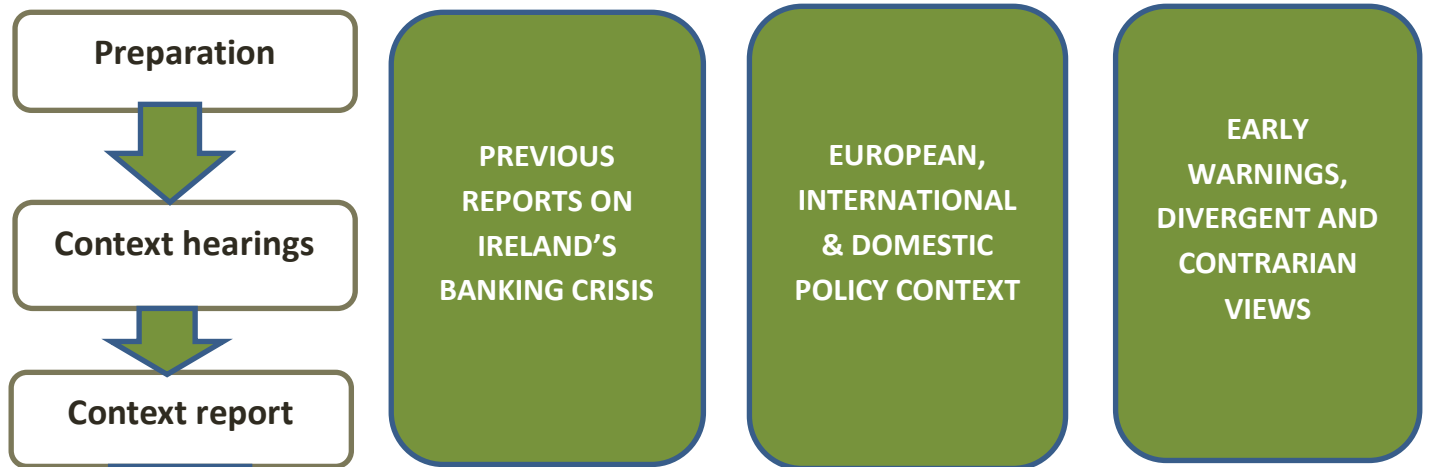 Preparation
Context hearings
Context report
PREVIOUS
REPORTS ON
IRELAND’S
BANKING CRISIS
EUROPEAN,
INTERNATIONAL
& DOMESTIC
POLICY CONTEXT
EARLY
WARNINGS,
DIVERGENT AND
CONTRARIAN
VIEWS